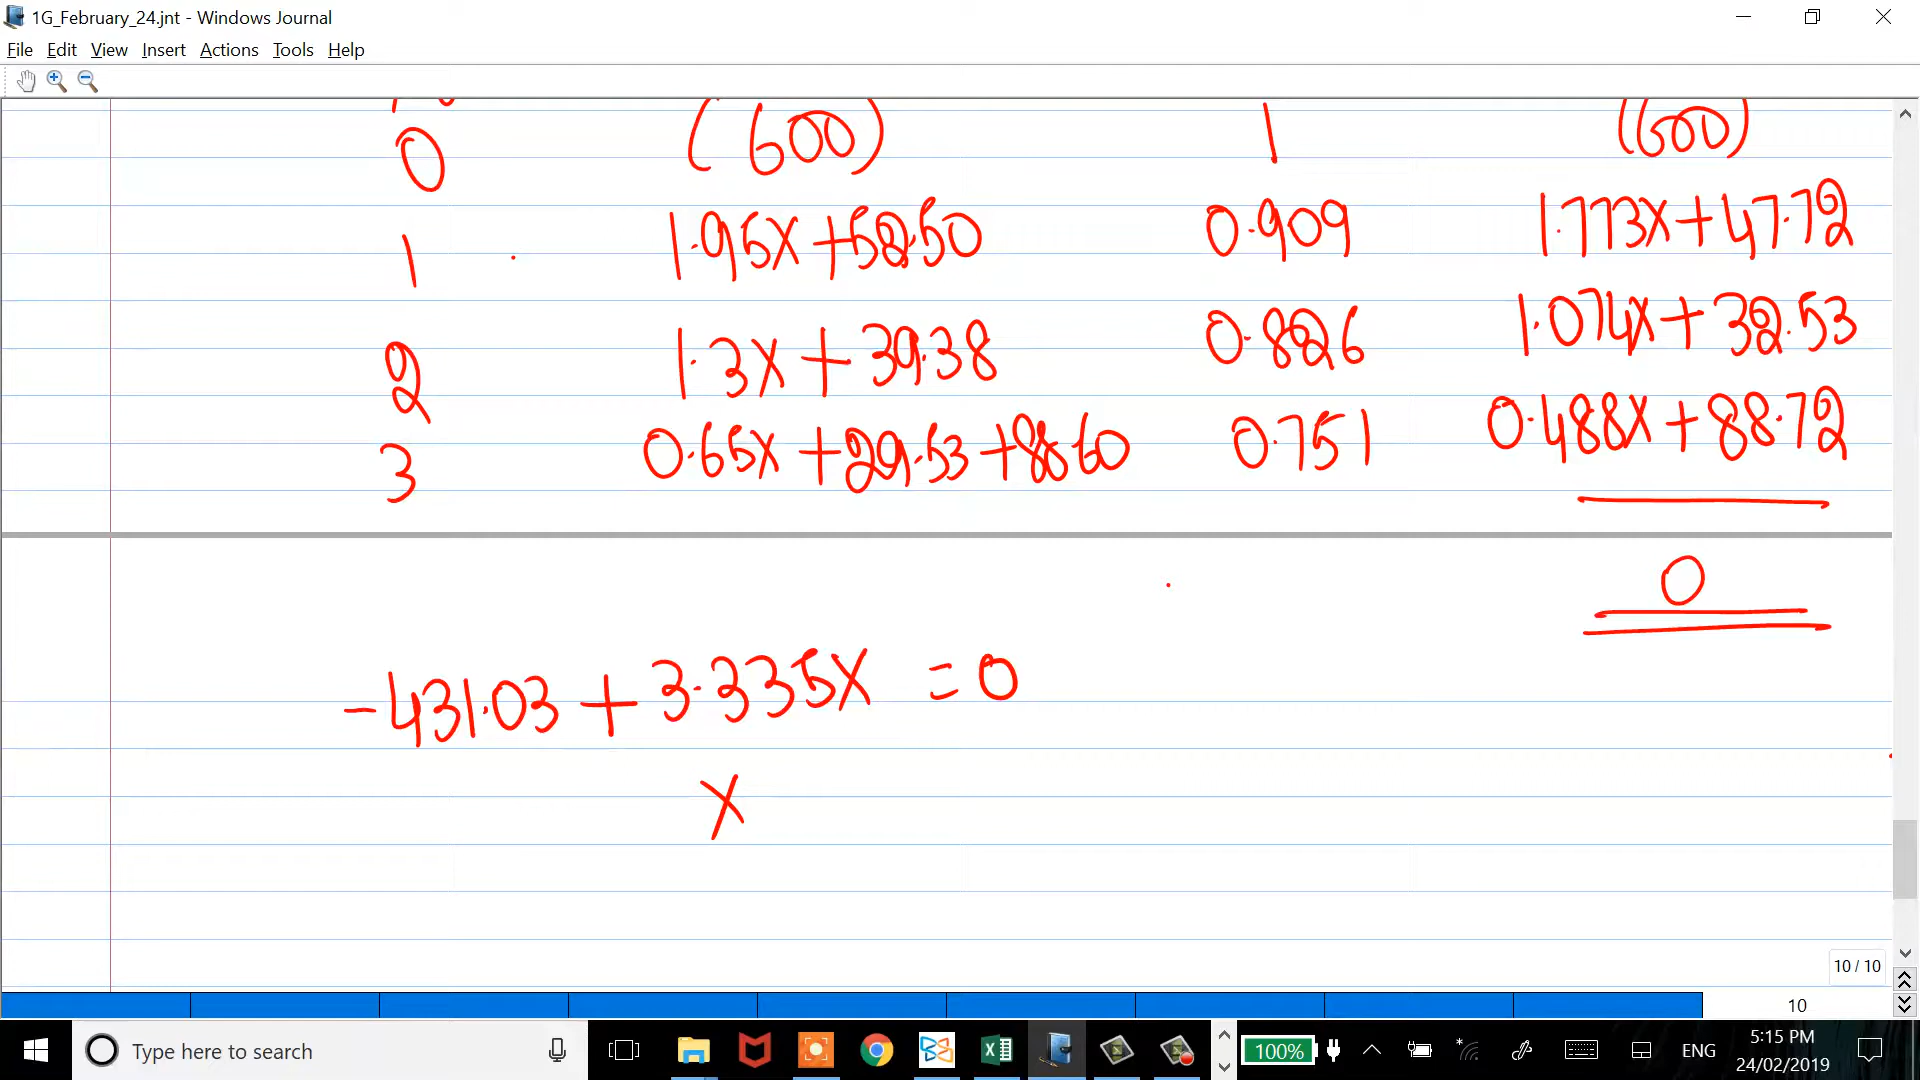 1G_February_24.jnt - Windows Journal
File Edit View Insert Actions Tools Help
0 (600) 1 (600)
1 1.95x+52.50 0.909 1.773x+47.72
2 1.3x+39.38 0.826 1.074x+32.53
3 0.65x+29.53+88.60 0.751 0.488x+88.72
0
-431.03+3.335x =0
x
10 / 10
10
Type here to search
100%
ENG
5:15 PM
24/02/2019